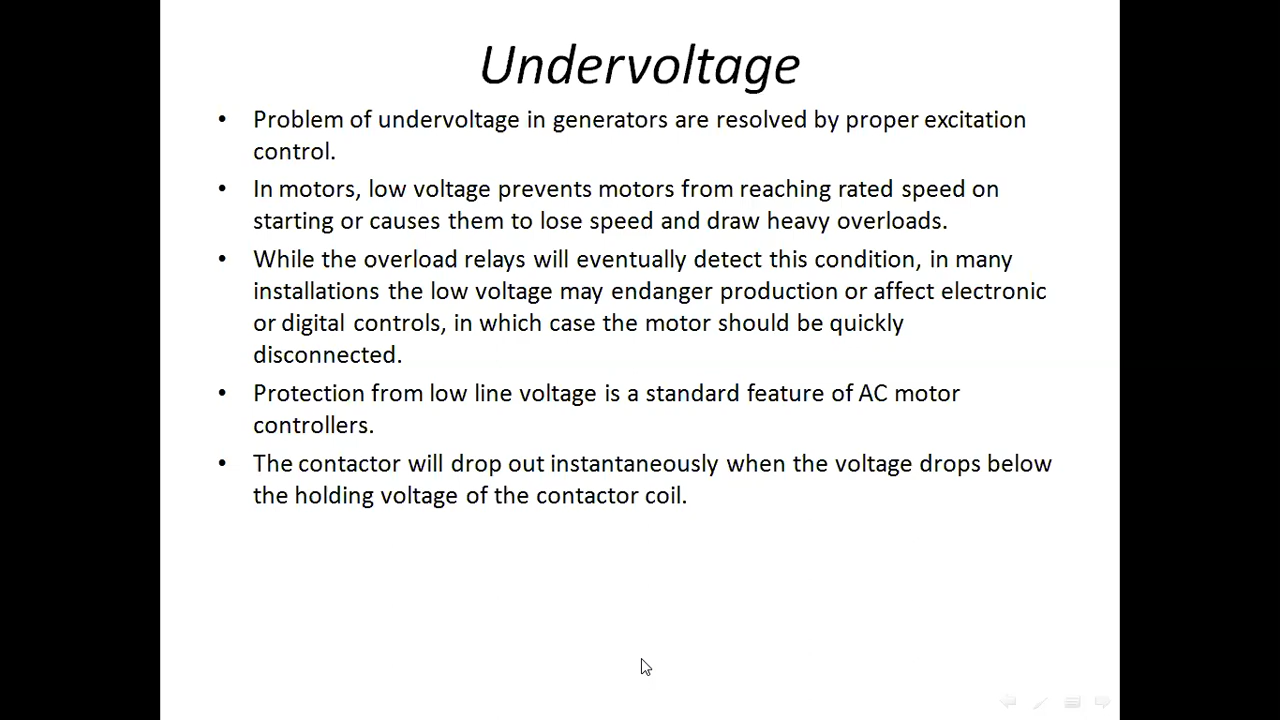 Undervoltage
• Problem of undervoltage in generators are resolved by proper excitation
control.
• In motors, low voltage prevents motors from reaching rated speed on
starting or causes them to lose speed and draw heavy overloads.
• While the overload relays will eventually detect this condition, in many
installations the low voltage may endanger production or affect electronic
or digital controls, in which case the motor should be quickly
disconnected.
• Protection from low line voltage is a standard feature of AC motor
controllers.
• The contactor will drop out instantaneously when the voltage drops below
the holding voltage of the contactor coil.